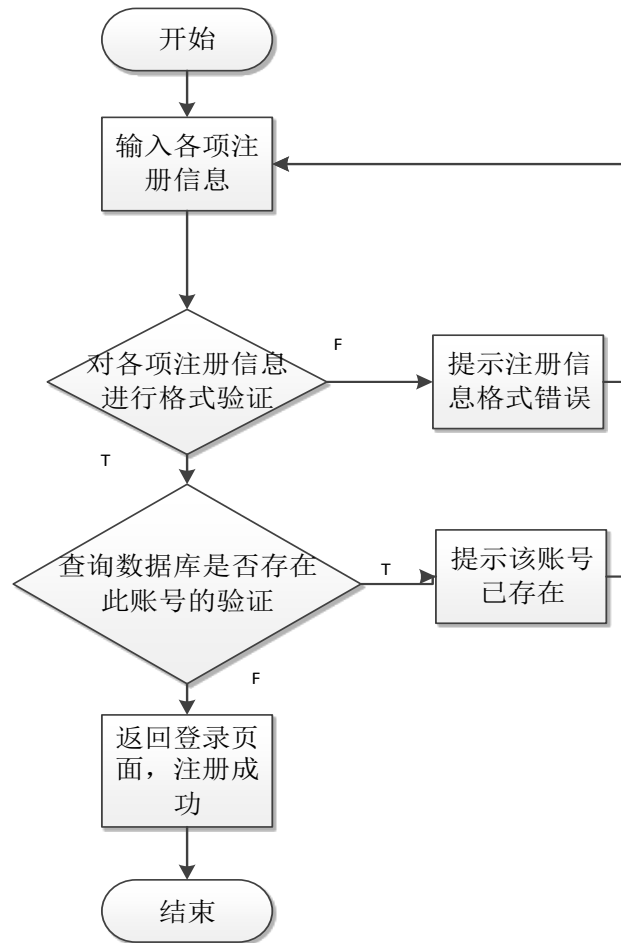 开始
输入各项注
册信息
对各项注册信息
进行格式验证
F
提示注册信
息格式错误
T
查询数据库是否存在
此账号的验证
T
提示该账号
已存在
F
返回登录页
面，注册成
功
结束